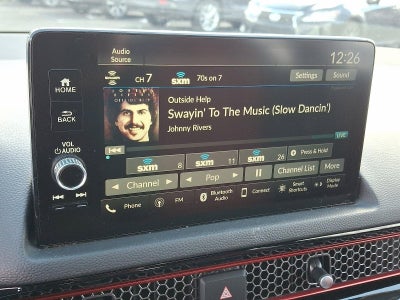 Audio
Source
12:26
HOME
CH 7
sxm
70s on 7
Settings
Sound
BACK
OUTSIDE HELP
Outside Help
Swayin' To The Music (Slow Dancin')
Johnny Rivers
VOL
AUDIO
LIVE
sxm 8
sxm 11
sxm 26
Press & Hold
Channel
Pop
Channel List
More
Phone
FM
Bluetooth
Audio
Connect
Smart
Shortcuts
Display
Mode